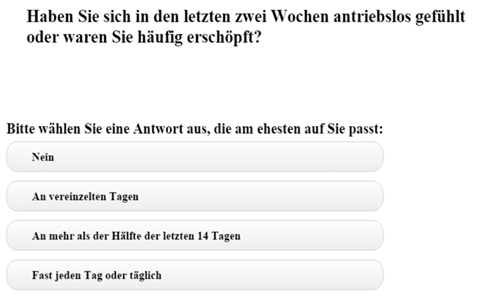 Haben Sie sich in den letzten zwei Wochen antriebslos gefühlt
oder waren Sie häufig erschöpft?
Bitte wählen Sie eine Antwort aus, die am ehesten auf Sie passt:
Nein
An vereinzelten Tagen
An mehr als der Hälfte der letzten 14 Tagen
Fast jeden Tag oder täglich